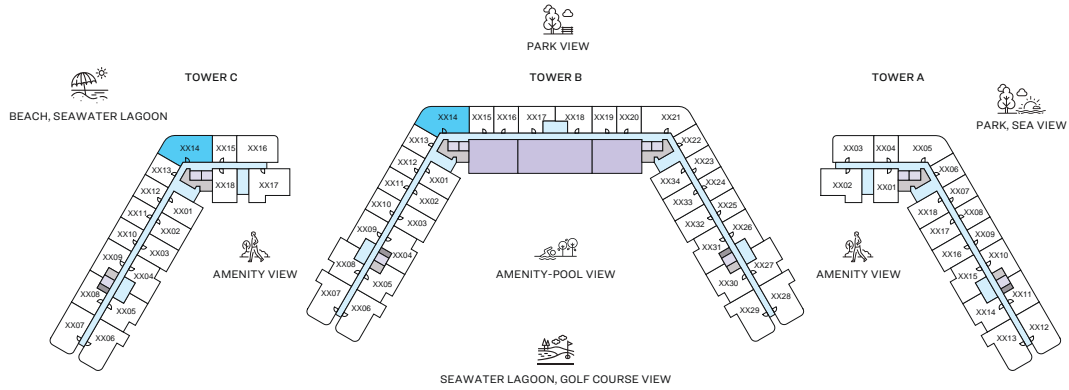 PARK VIEW
TOWER C
TOWER B
TOWER A
BEACH, SEAWATER LAGOON
PARK, SEA VIEW
XX14
XX15
XX16
XX13
XX18
XX17
XX12
XX01
XX11
XX02
XX10
XX03
XX09
XX04
XX08
XX05
XX07
XX06
XX14
XX15
XX16
XX17
XX18
XX19
XX20
XX21
XX13
XX22
XX12
XX23
XX11
XX01
XX34
XX24
XX10
XX02
XX33
XX25
XX09
XX03
XX32
XX26
XX08
XX04
XX31
XX27
XX07
XX05
XX30
XX28
XX06
XX29
XX03
XX04
XX05
XX02
XX01
XX06
XX07
XX18
XX08
XX17
XX09
XX16
XX10
XX15
XX11
XX14
XX12
XX13
AMENITY VIEW
AMENITY-POOL VIEW
AMENITY VIEW
SEAWATER LAGOON, GOLF COURSE VIEW